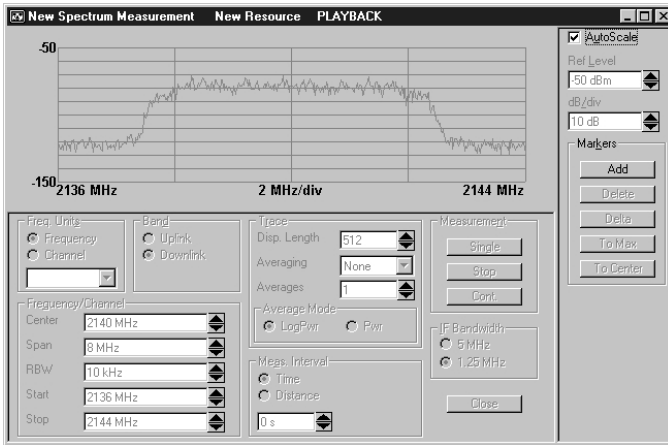 New Spectrum Measurement New Resource PLAYBACK
-50
-150
2136 MHz 2 MHz/div 2144 MHz
AutoScale
Ref Level
-50 dBm
dB/div
10 dB
Markers
Add
Delete
Delta
To Max
To Center
Freq. Units
Frequency
Channel
Band
Uplink
Downlink
Frequency/Channel
Center 2140 MHz
Span 8 MHz
RBW 10 kHz
Start 2136 MHz
Stop 2144 MHz
Trace
Disp. Length 512
Averaging None
Averages 1
Average Mode
LogPwr Pwr
Meas. Interval
Time
Distance
0 s
Measurement
Single
Stop
Cont.
IF Bandwidth
5 MHz
1.25 MHz
Close